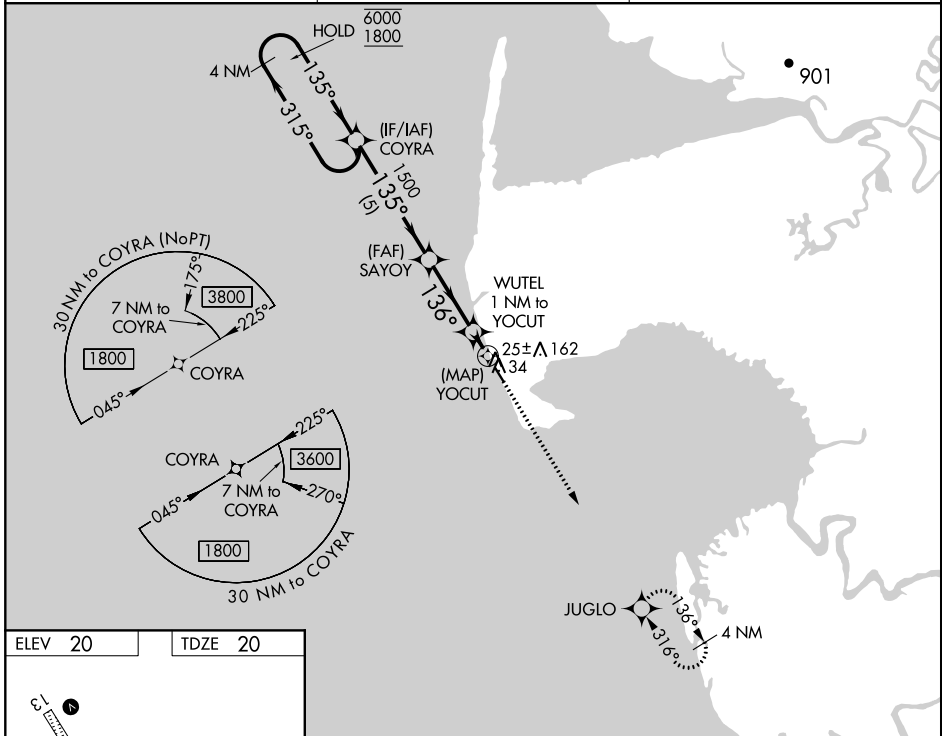 HOLD 6000
1800
4 NM
135°
315°
(IF/IAF)
COYRA
1500
135°
(5)
901
(FAF)
SAYOY
136°
WUTEL
1 NM to
YOCUT
25± 162
34
(MAP)
YOCUT
30 NM to COYRA (NoPT)
175°
3800
7 NM to
COYRA
225°
1800
COYRA
045°
225°
COYRA
3600
7 NM to
COYRA
270°
045°
1800
30 NM to COYRA
JUGLO
136°
4 NM
316°
ELEV 20
TDZE 20
13
V